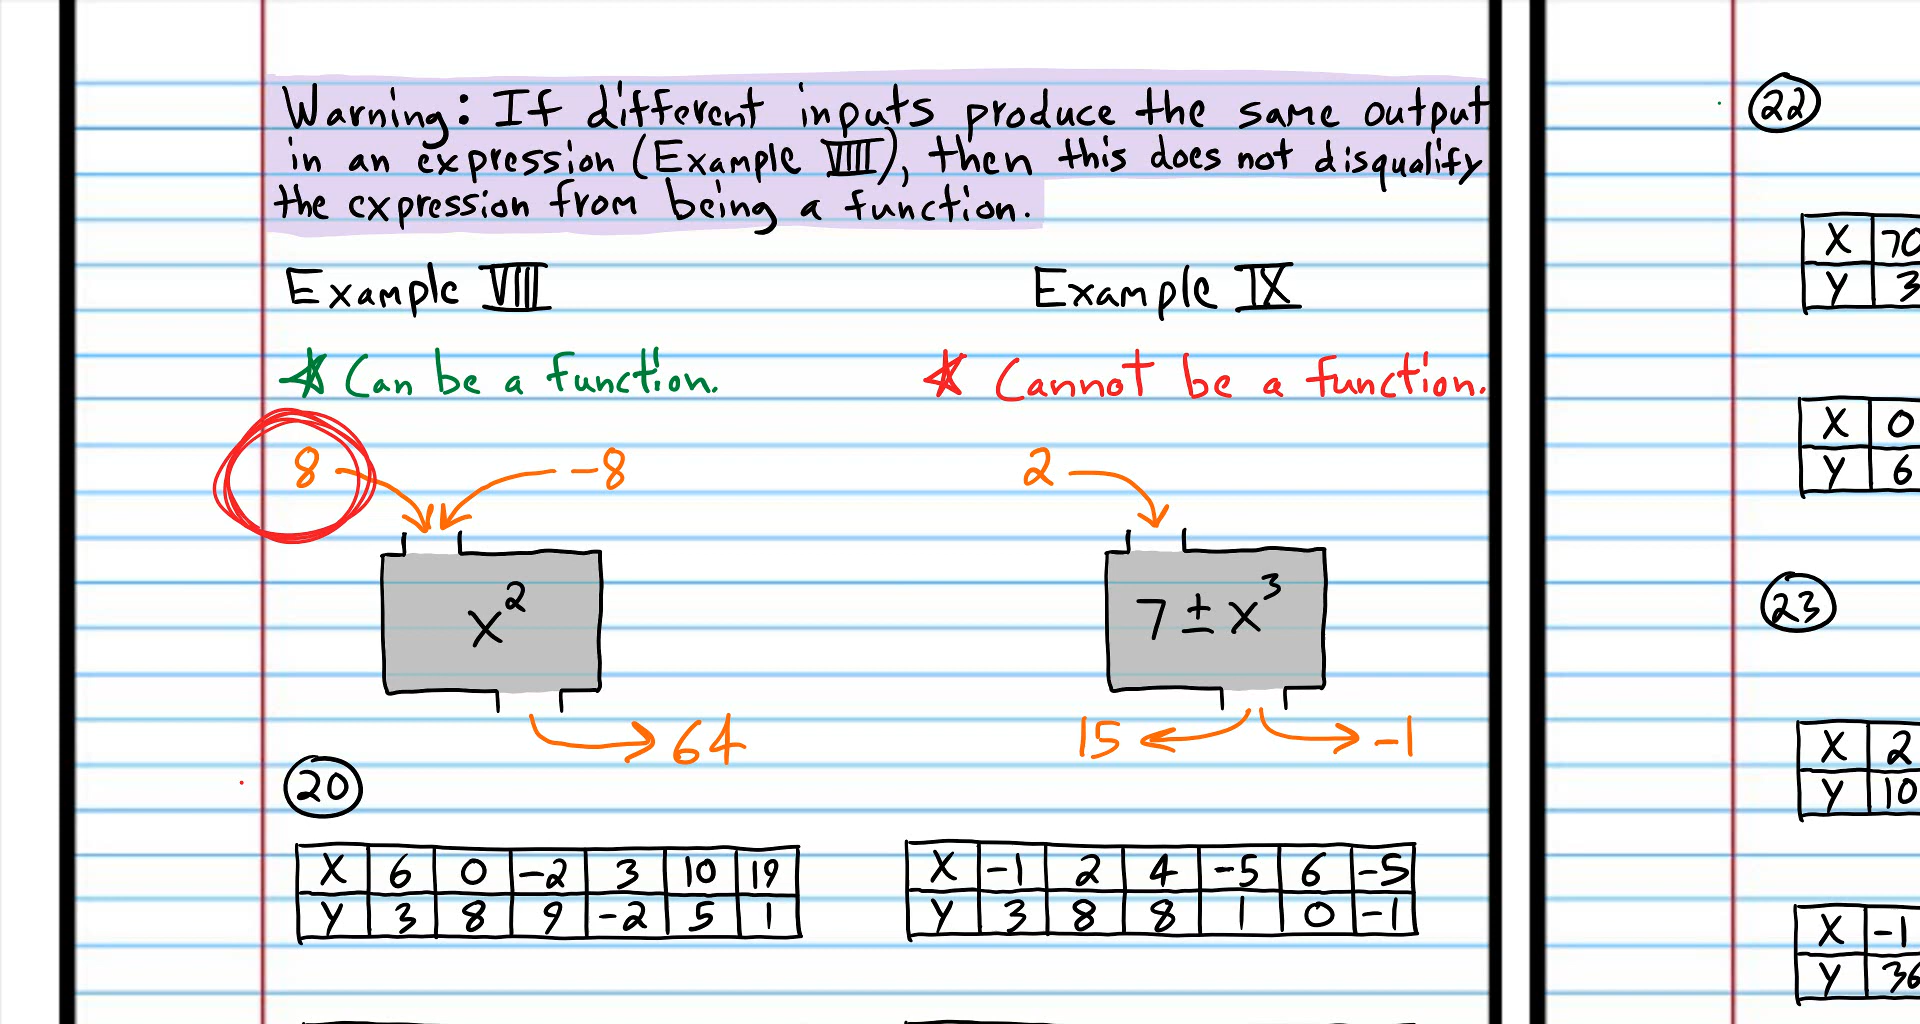 Warning: If different inputs produce the same output
in an expression (Example VIII), then this does not disqualify
the expression from being a function.
Example VIII
Example IX
* Can be a function.
* Cannot be a function.
8
-8
2
x²
7 ± x³
64
15
-1
20
X 6 0 -2 3 10 19
Y 3 8 9 -2 5 1
X -1 2 4 -5 6 -5
Y 3 8 8 1 0 -1
22
X 70
Y 3
X 0
Y 6
23
X 2
Y 10
X -1
Y 36